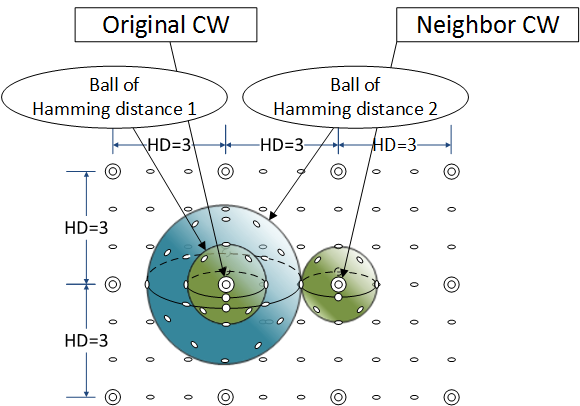 Original CW
Neighbor CW
Ball of
Hamming distance 1
Ball of
Hamming distance 2
HD=3
HD=3
HD=3
HD=3
HD=3